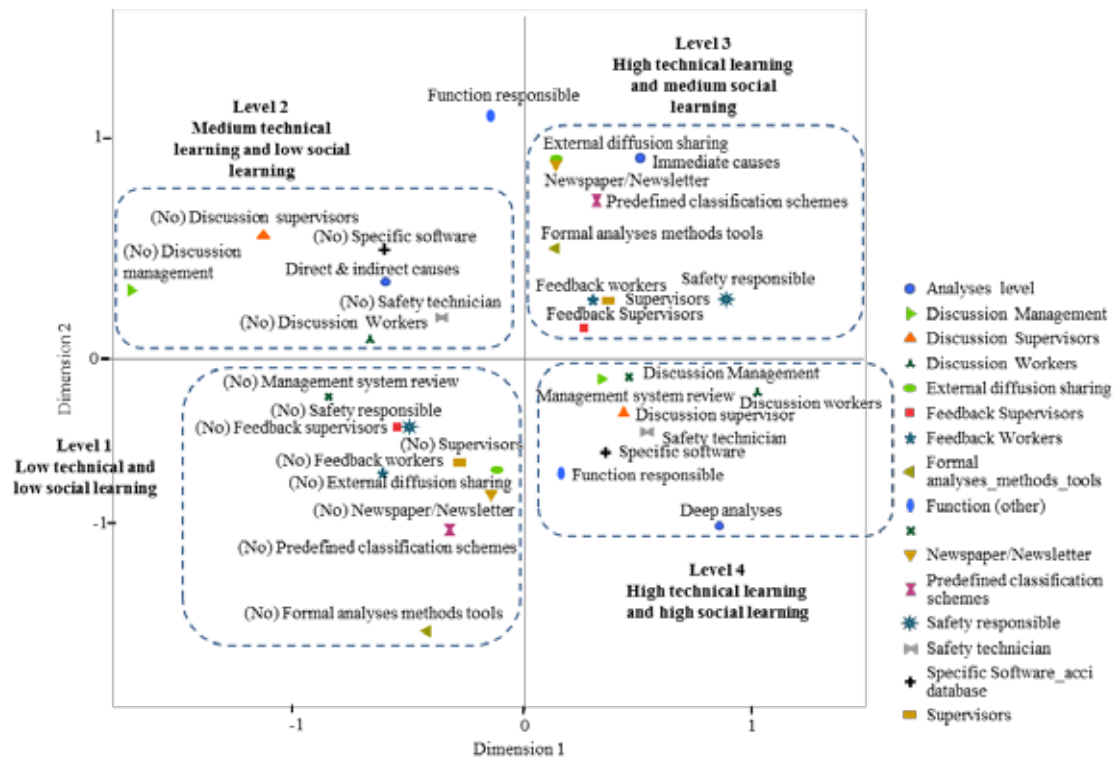 Level 3
High technical learning
and medium social
learning
Function responsible
Level 2
Medium technical
learning and low social
learning
1
External diffusion sharing
Immediate causes
Newspaper/Newsletter
Predefined classification schemes
(No) Discussion supervisors
(No) Specific software
Formal analyses methods tools
(No) Discussion
management
Direct & indirect causes
Feedback workers
Safety responsible
Supervisors
(No) Safety technician
Feedback Supervisors
(No) Discussion Workers
0
Dimension 2
(No) Management system review
Discussion Management
Management system review
Discussion workers
(No) Safety responsible
Discussion supervisor
(No) Feedback supervisors
(No) Supervisors
Safety technician
Level 1
Low technical and
low social learning
(No) Feedback workers
Specific software
(No) External diffusion sharing
Function responsible
(No) Newspaper/Newsletter
Deep analyses
-1
(No) Predefined classification schemes
Level 4
High technical learning
and high social learning
(No) Formal analyses methods tools
-1
0
1
Dimension 1
Analyses level
Discussion Management
Discussion Supervisors
Discussion Workers
External diffusion sharing
Feedback Supervisors
Feedback Workers
Formal
analyses_methods_tools
Function (other)
Newspaper/Newsletter
Predefined classification
schemes
Safety responsible
Safety technician
Specific Software_acci
database
Supervisors